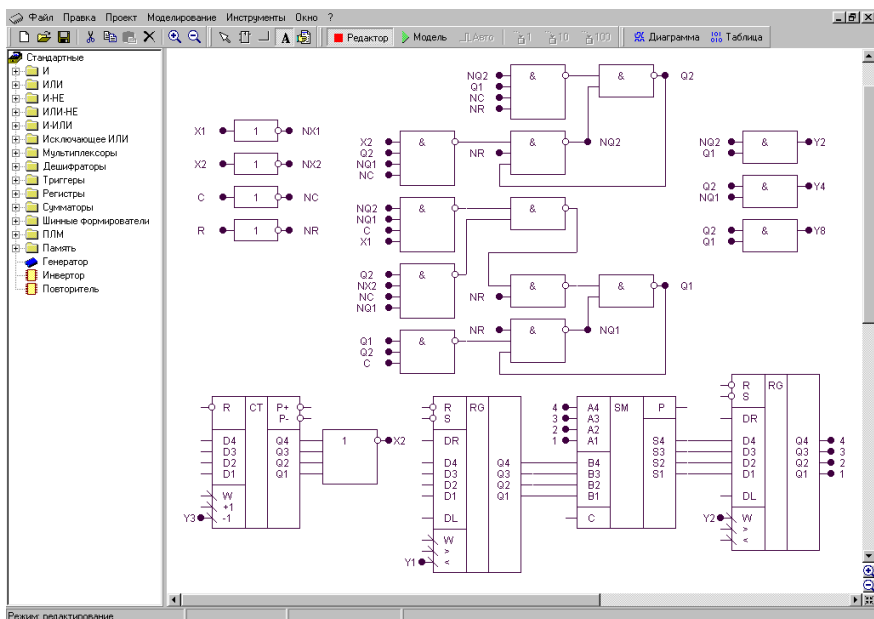 Файл Правка Проект Моделирование Инструменты Окно ?
Редактор Модель Авто 1 10 100 Диаграмма Таблица
Стандартные
И
ИЛИ
И-НЕ
ИЛИ-НЕ
И-ИЛИ
Исключающее ИЛИ
Мультиплексоры
Дешифраторы
Триггеры
Регистры
Сумматоры
Шинные формирователи
ПЛМ
Память
Генератор
Инвертор
Повторитель
X1 1 NX1
X2 1 NX2
C 1 NC
R 1 NR
NQ2 & & Q2
Q1
NC
NR
X2 & NR & NQ2
Q2
NQ1
NC
NQ2 & &
NQ1
C
X1
Q2 &
NX2
NC
NQ1
NR & & Q1
Q1 & NR & NQ1
Q2
C
NQ2 & Y2
Q1
Q2 & Y4
NQ1
Q2 & Y8
Q1
R CT P+
P-
D4 Q4
D3 Q3
D2 Q2
D1 Q1
W
+1
Y3 -1
1 X2
R RG
S
DR
D4 Q4
D3 Q3
D2 Q2
D1 Q1
DL
W
>
Y1 <
4 A4 SM P
3 A3
2 A2
1 A1
B4 S4
B3 S3
B2 S2
B1 S1
C
R RG
S
DR
D4 Q4 4
D3 Q3 3
D2 Q2 2
D1 Q1 1
DL
Y2 W
>
<
Режим: редактирование